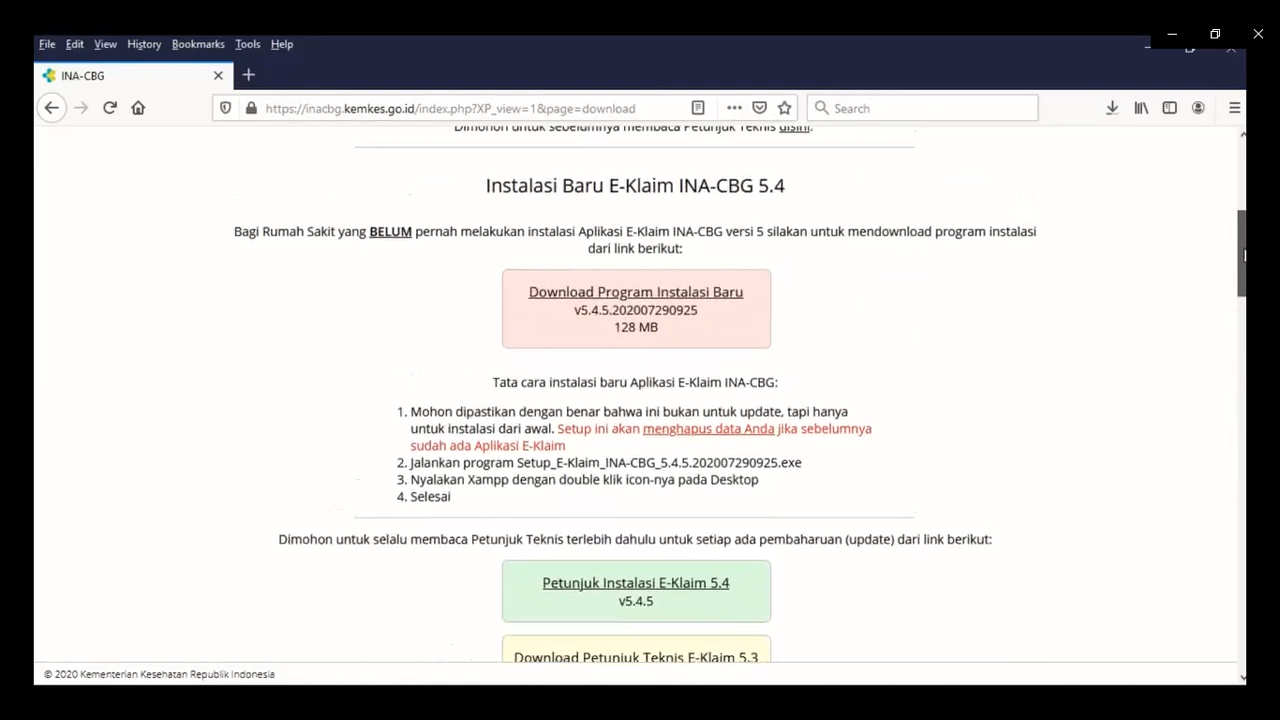 File Edit View History Bookmarks Tools Help
INA-CBG
https://inacbg.kemkes.go.id/index.php?XP_view=1&page=download
Search
Dimohon untuk sebelumnya membaca Petunjuk Teknis disini.
Instalasi Baru E-Klaim INA-CBG 5.4
Bagi Rumah Sakit yang BELUM pernah melakukan instalasi Aplikasi E-Klaim INA-CBG versi 5 silakan untuk mendownload program instalasi
dari link berikut:
Download Program Instalasi Baru
v5.4.5.202007290925
128 MB
Tata cara instalasi baru Aplikasi E-Klaim INA-CBG:
1. Mohon dipastikan dengan benar bahwa ini bukan untuk update, tapi hanya
untuk instalasi dari awal. Setup ini akan menghapus data Anda jika sebelumnya
sudah ada Aplikasi E-Klaim
2. Jalankan program Setup_E-Klaim_INA-CBG_5.4.5.202007290925.exe
3. Nyalakan Xampp dengan double klik icon-nya pada Desktop
4. Selesai
Dimohon untuk selalu membaca Petunjuk Teknis terlebih dahulu untuk setiap ada pembaharuan (update) dari link berikut:
Petunjuk Instalasi E-Klaim 5.4
v5.4.5
Download Petunjuk Teknis E-Klaim 5.3
© 2020 Kementerian Kesehatan Republik Indonesia